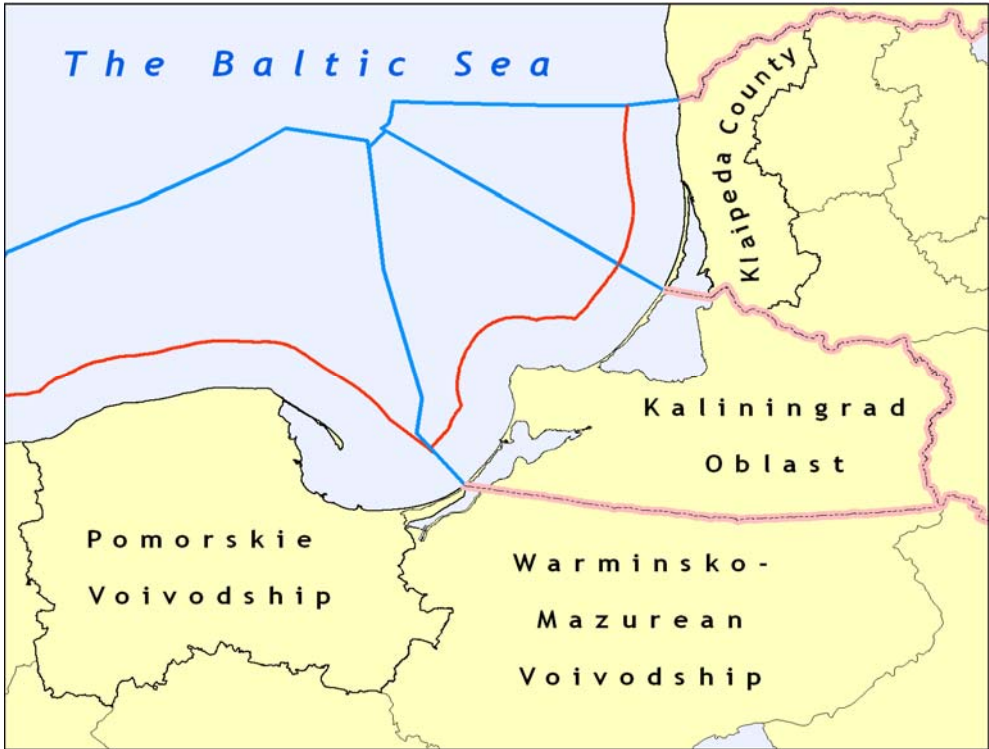 The Baltic Sea
Klaipeda County
Kaliningrad
Oblast
Pomorskie
Voivodship
Warminsko-
Mazurean
Voivodship